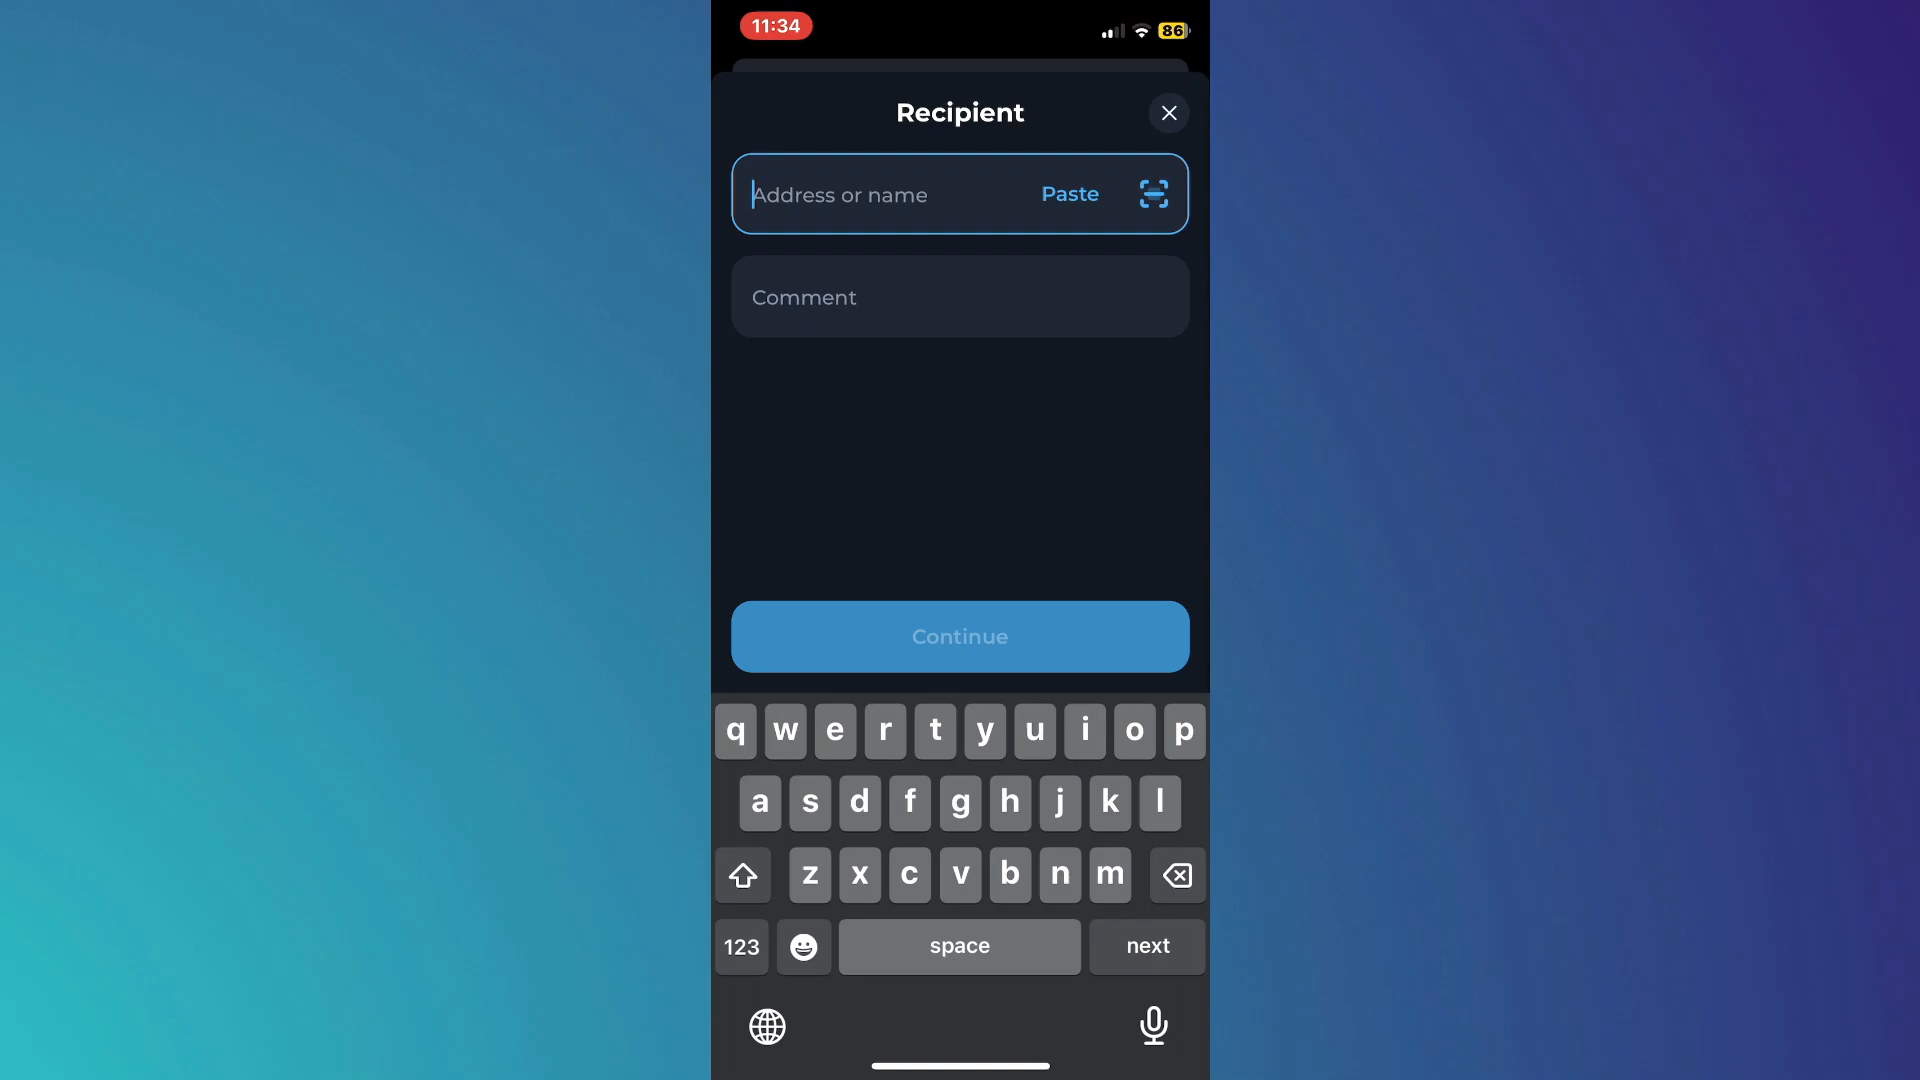 11:34
86
Recipient
Address or name
Paste
Comment
Continue
q w e r t y u i o p
a s d f g h j k l
z x c v b n m
123 space next